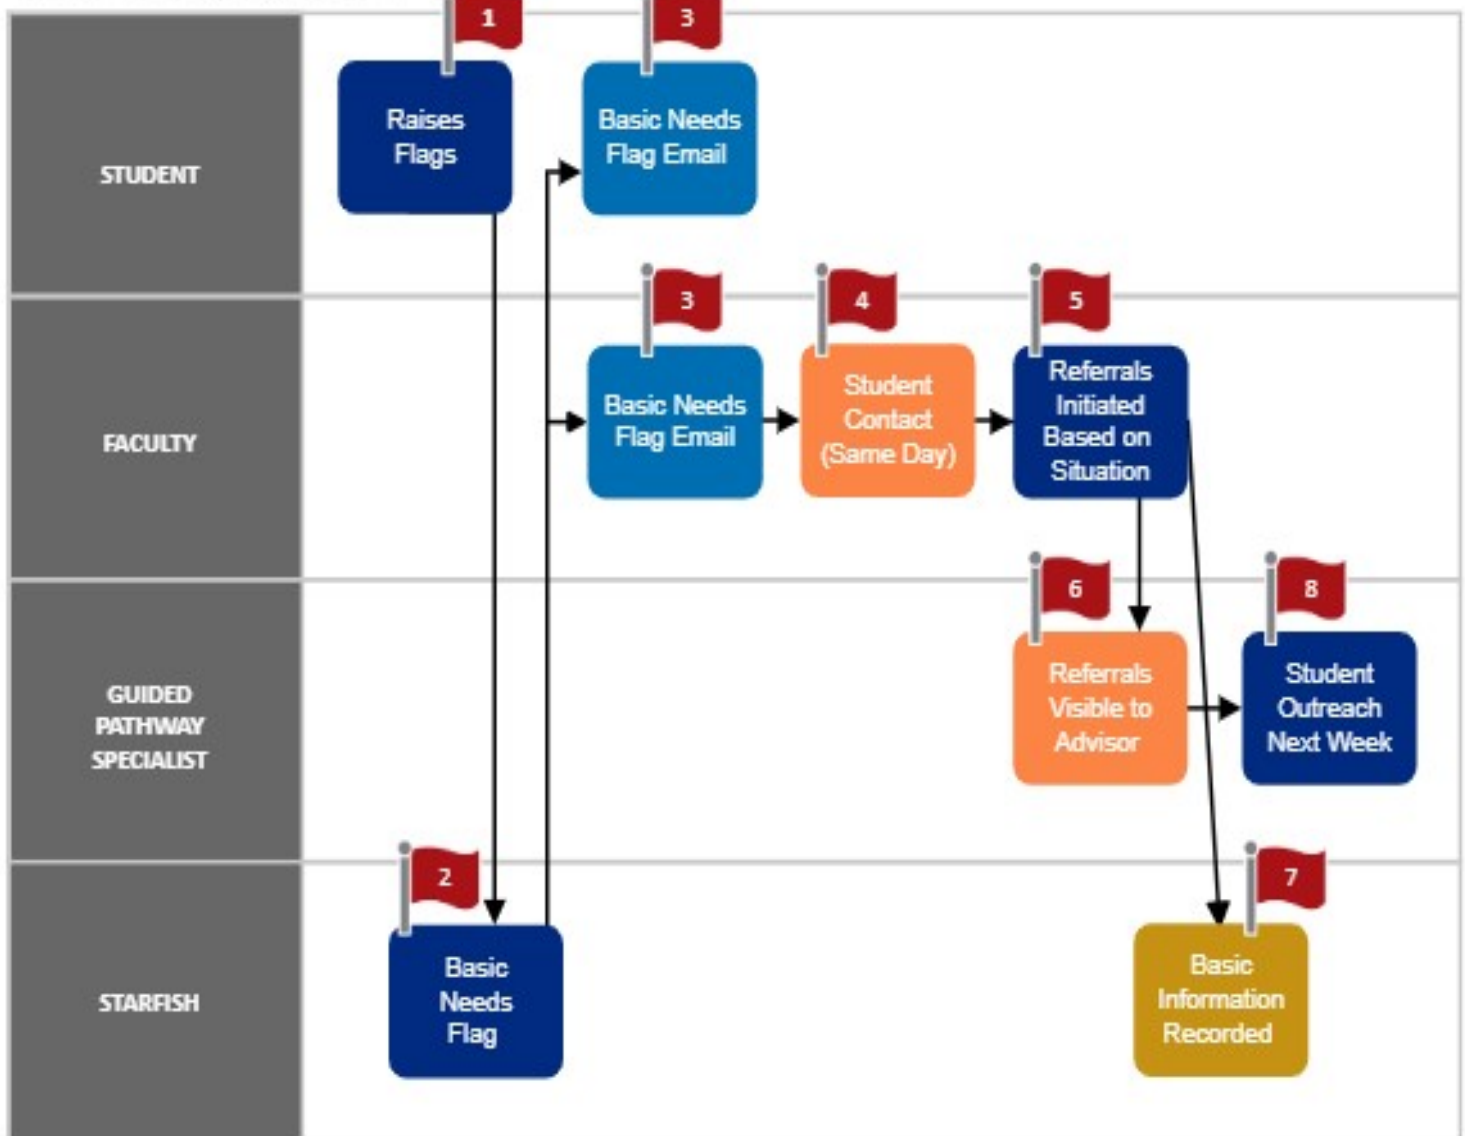 1
3
Raises
Flags
Basic Needs
Flag Email
STUDENT
3
4
5
Basic Needs
Flag Email
Student
Contact
(Same Day)
Referrals
Initiated
Based on
Situation
FACULTY
6
8
Referrals
Visible to
Advisor
Student
Outreach
Next Week
GUIDED
PATHWAY
SPECIALIST
2
7
Basic
Needs
Flag
Basic
Information
Recorded
STARFISH